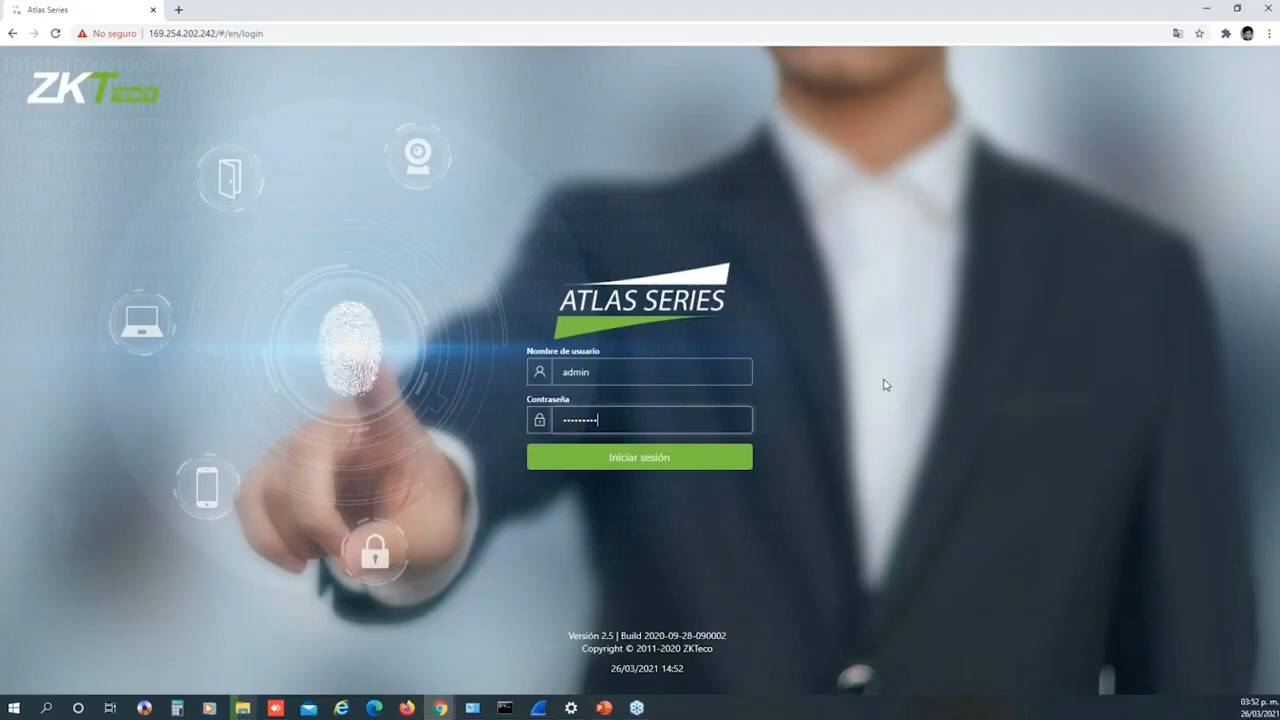 Atlas Series
No seguro
169.254.202.242/#/en/login
ZKTeco
ATLAS SERIES
Nombre de usuario
admin
Contraseña
Iniciar sesión
Versión 2.5 | Build 2020-09-28-090002
Copyright © 2011-2020 ZKTeco
26/03/2021 14:52
03:52 p. m.
26/03/2021